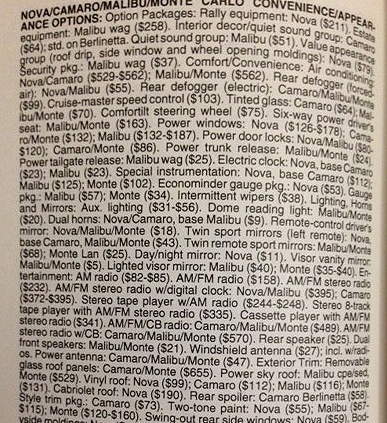 NOVA/CAMARO/MALIBU/MONTE CARLO CONVENIENCE/APPEAR-
ANCE OPTIONS: Option Packages: Rally equipment: Nova ($211). Estate
equipment: Malibu wag ($258). Interior decor/quiet sound group: Camaro
($64); std. on Berlinetta. Quiet sound group: Malibu ($51). Value appearance
group (roof drip, side window and wheel opening moldings): Nova ($79).
Security pkg.: Malibu wag ($37). Comfort/Convenience: Air conditioning:
Nova/Camaro ($529-$562); Malibu/Monte ($562). Rear defogger (forced-
air): Nova/Malibu ($55). Rear defogger (electric): Camaro/Malibu/Monte
($99). Cruise-master speed control ($103). Tinted glass: Camaro ($64); Mal-
ibu/Monte ($70). Comfortilt steering wheel ($75). Six-way power driver's
seat: Malibu/Monte ($163). Power windows: Nova ($126-$178); Cama-
ro/Monte ($132); Malibu ($132-$187). Power door locks: Nova/Malibu ($80-
$120); Camaro/Monte ($86). Power trunk release: Malibu/Monte ($24).
Power tailgate release: Malibu wag ($25). Electric clock: Nova, base Camaro
($23); Malibu ($23). Special instrumentation: Nova, base Camaro ($112);
Malibu ($125); Monte ($102). Econominder gauge pkg.: Nova ($53). Gauge
pkg.: Malibu ($57); Monte ($34). Intermittent wipers ($38). Lighting, Horns
and Mirrors: Aux. lighting ($31-$56). Dome reading light: Malibu/Monte
($20). Dual horns: Nova/Camaro, base Malibu ($9). Remote-control driver's
mirror: Nova/Malibu/Monte ($18). Twin sport mirrors (left remote): Nova,
base Camaro, Malibu/Monte ($43). Twin remote sport mirrors: Malibu/Monte
($68); Monte Lan ($25). Day/night mirror: Nova ($11). Visor vanity mirror:
Malibu/Monte ($5). Lighted visor mirror: Malibu ($40); Monte ($35-$40). En-
tertainment: AM radio ($82-$85). AM/FM radio ($158). AM/FM stereo radio
($232). AM/FM stereo radio w/digital clock: Nova/Malibu ($395); Camaro
($372-$395). Stereo tape player w/AM radio ($244-$248). Stereo 8-track
tape player with AM/FM stereo radio ($335). Cassette player with AM/FM
stereo radio ($341). AM/FM/CB radio: Camaro/Malibu/Monte ($489). AM/FM
stereo radio w/CB: Camaro/Malibu/Monte ($570). Rear speaker ($25). Dual
front speakers: Malibu/Monte ($21). Windshield antenna ($27); incl. w/radi-
os. Power antenna: Camaro/Malibu/Monte ($47). Exterior Trim: Removable
glass roof panels: Camaro/Monte ($655). Power sky roof: Malibu cpe/sed,
Monte ($529). Vinyl roof: Nova ($99); Camaro ($112); Malibu ($116); Monte
($131). Cabriolet roof: Nova ($190). Rear spoiler: Camaro Berlinetta ($58).
Style trim pkg.: Camaro ($73). Two-tone paint: Nova ($55); Malibu ($67-
$115); Monte ($120-$160). Swing-out rear side windows: Nova ($59). Bod-